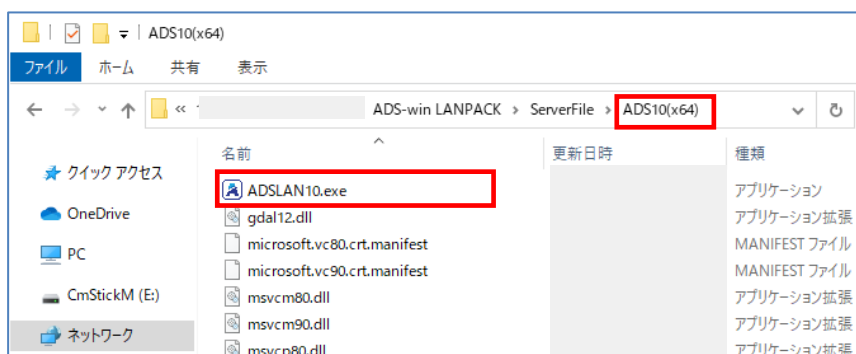 ADS10(x64)
ファイル ホーム 共有 表示
« ADS-win LANPACK > ServerFile > ADS10(x64)
名前 更新日時 種類
クイック アクセス
OneDrive
PC
CmStickM (E:)
ネットワーク
ADSLAN10.exe アプリケーション
gdal12.dll アプリケーション拡張
microsoft.vc80.crt.manifest MANIFEST ファイル
microsoft.vc90.crt.manifest MANIFEST ファイル
msvcm80.dll アプリケーション拡張
msvcm90.dll アプリケーション拡張
msvcp80.dll アプリケーション拡張